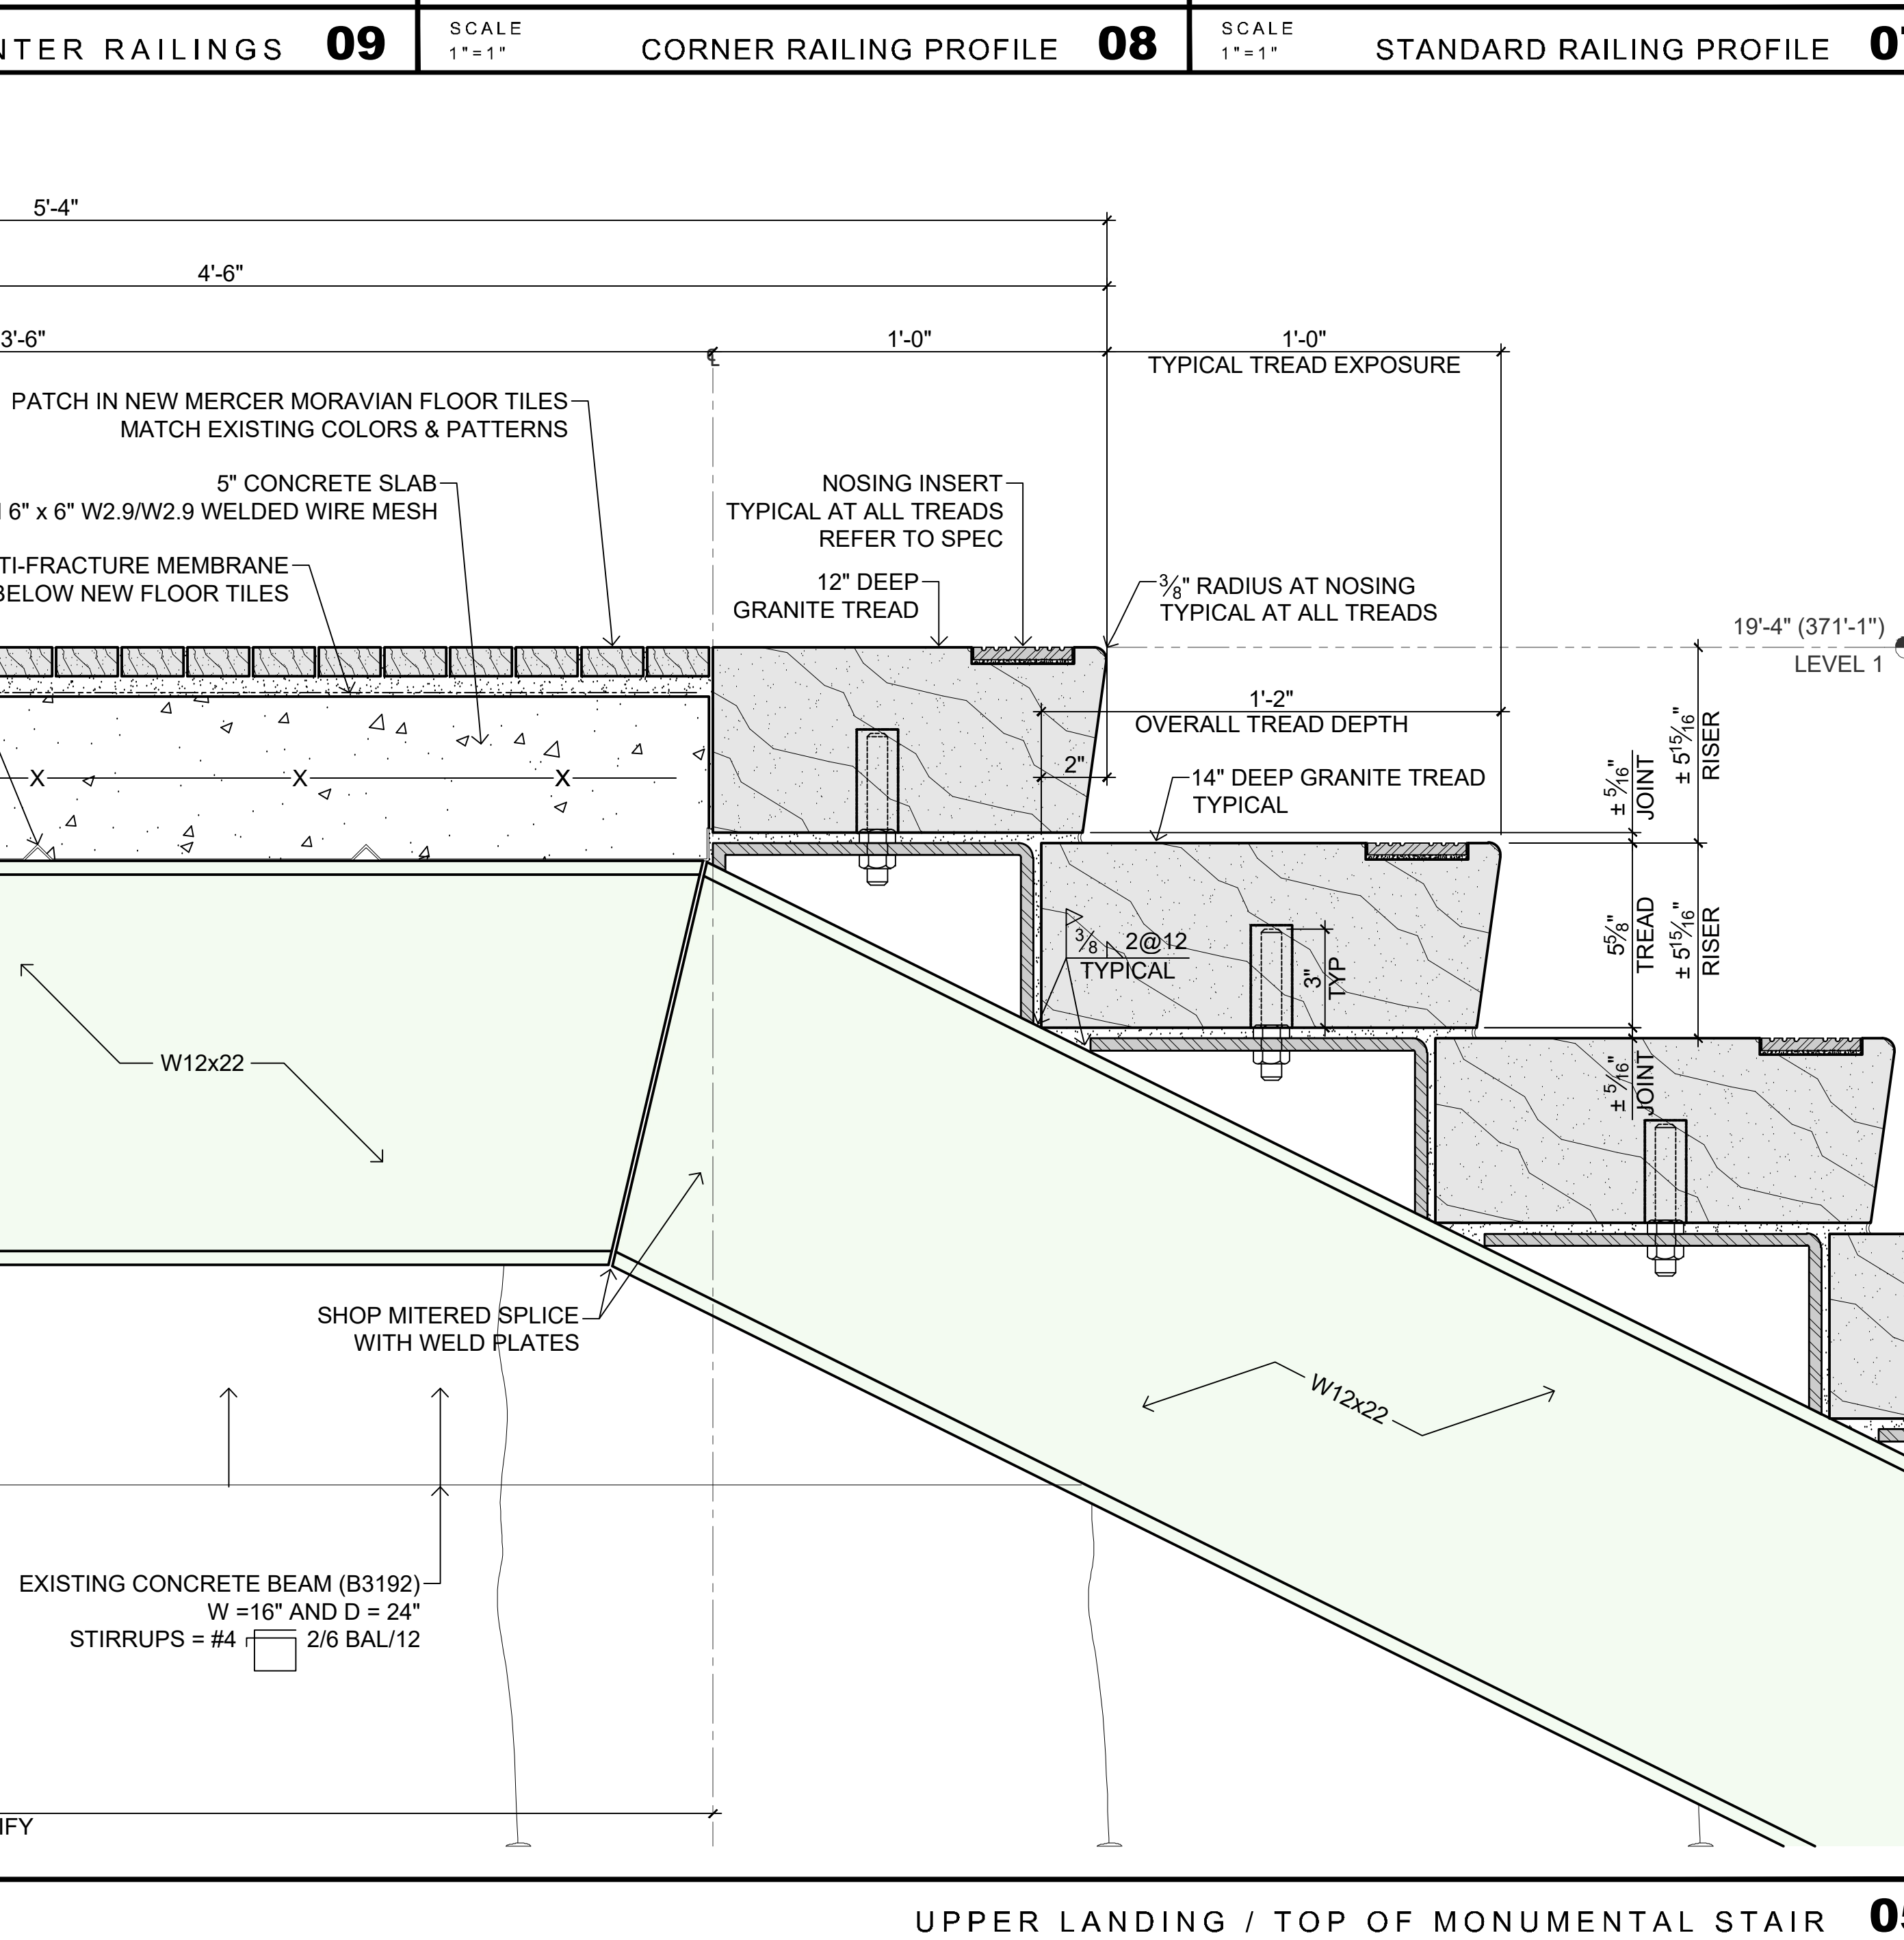 NTER RAILINGS 09
SCALE
1"=1"
CORNER RAILING PROFILE 08
SCALE
1"=1"
STANDARD RAILING PROFILE
5'-4"
4'-6"
3'-6"
℄
1'-0"
1'-0"
TYPICAL TREAD EXPOSURE
PATCH IN NEW MERCER MORAVIAN FLOOR TILES
MATCH EXISTING COLORS & PATTERNS
5" CONCRETE SLAB
6" x 6" W2.9/W2.9 WELDED WIRE MESH
TI-FRACTURE MEMBRANE
BELOW NEW FLOOR TILES
NOSING INSERT
TYPICAL AT ALL TREADS
REFER TO SPEC
12" DEEP
GRANITE TREAD
3/8" RADIUS AT NOSING
TYPICAL AT ALL TREADS
19'-4" (371'-1")
LEVEL 1
1'-2"
OVERALL TREAD DEPTH
2"
14" DEEP GRANITE TREAD
TYPICAL
± 5/16"
JOINT
± 5 15/16"
RISER
X X X
3/8 2@12
TYPICAL
3"
TYP
5 5/8"
TREAD
± 5 15/16"
RISER
± 5/16"
JOINT
W12x22
SHOP MITERED SPLICE
WITH WELD PLATES
W12x22
EXISTING CONCRETE BEAM (B3192)
W =16" AND D = 24"
STIRRUPS = #4 2/6 BAL/12
IFY
UPPER LANDING / TOP OF MONUMENTAL STAIR